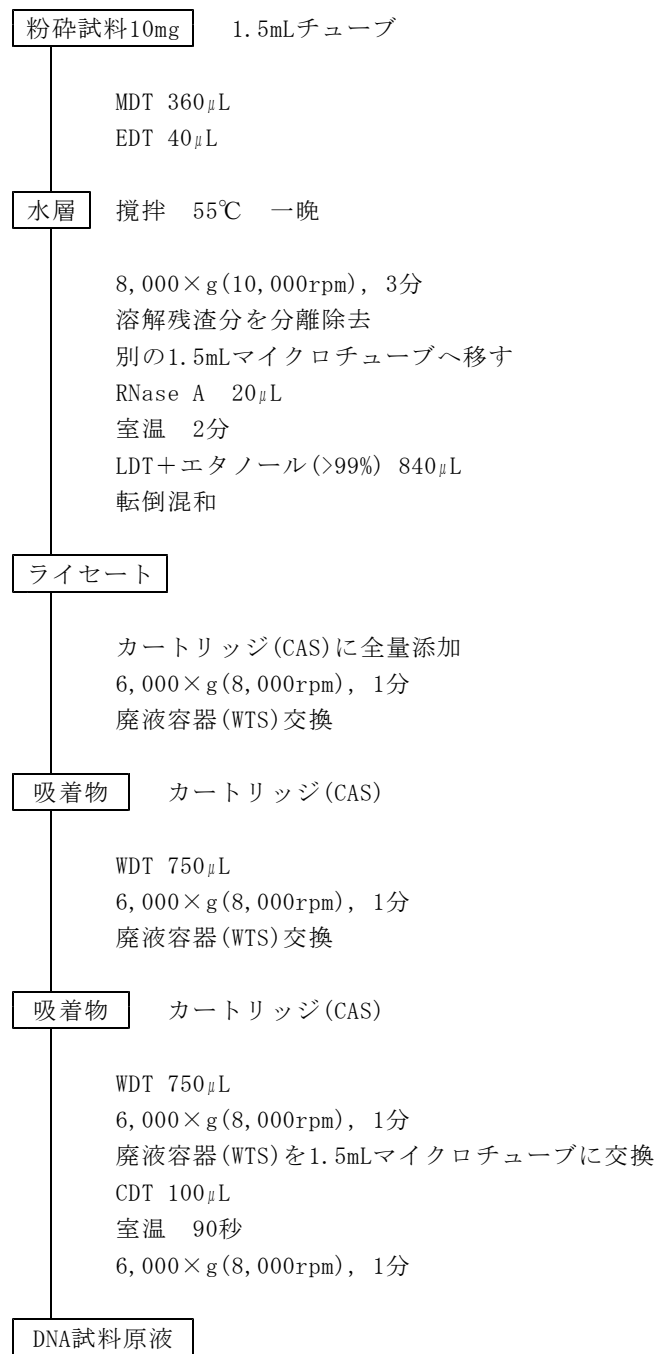 粉砕試料10mg　1.5mLチューブ
MDT 360μL
EDT 40μL
水層　撹拌　55℃　一晩
8,000×g(10,000rpm), 3分
溶解残渣分を分離除去
別の1.5mLマイクロチューブへ移す
RNase A　20μL
室温　2分
LDT＋エタノール(>99%) 840μL
転倒混和
ライセート
カートリッジ(CAS)に全量添加
6,000×g(8,000rpm), 1分
廃液容器(WTS)交換
吸着物　カートリッジ(CAS)
WDT 750μL
6,000×g(8,000rpm), 1分
廃液容器(WTS)交換
吸着物　カートリッジ(CAS)
WDT 750μL
6,000×g(8,000rpm), 1分
廃液容器(WTS)を1.5mLマイクロチューブに交換
CDT 100μL
室温　90秒
6,000×g(8,000rpm), 1分
DNA試料原液